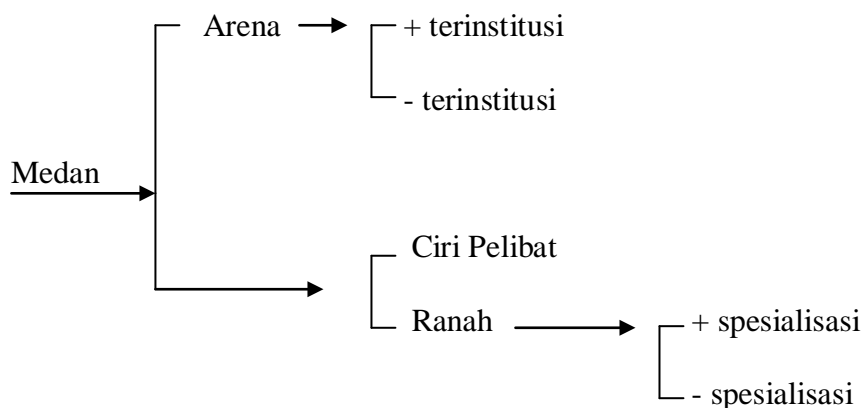 Arena + terinstitusi
- terinstitusi
Medan
Ciri Pelibat
Ranah + spesialisasi
- spesialisasi